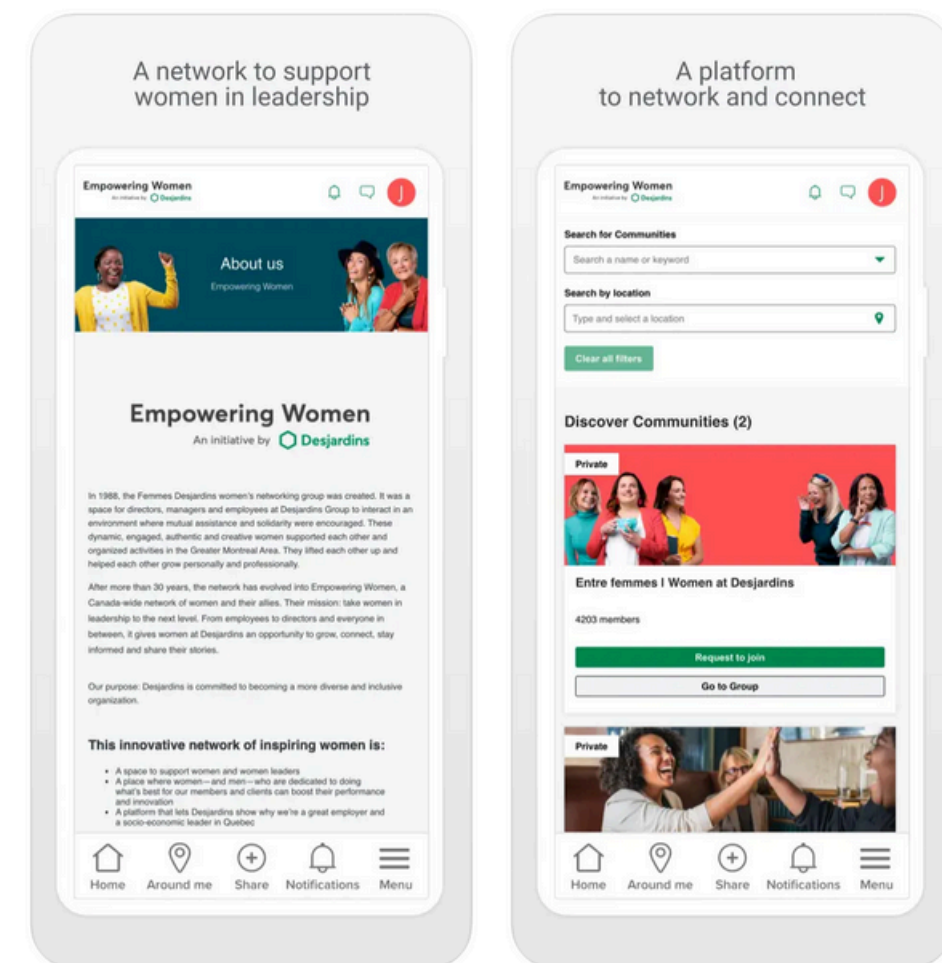 A network to support
women in leadership
Empowering Women
An initiative by Desjardins
J
About us
Empowering Women
Empowering Women
An initiative by Desjardins
In 1988, the Femmes Desjardins women's networking group was created. It was a
space for directors, managers and employees at Desjardins Group to interact in an
environment where mutual assistance and solidarity were encouraged. These
dynamic, engaged, authentic and creative women supported each other and
organized activities in the Greater Montreal Area. They lifted each other up and
helped each other grow personally and professionally.
After more than 30 years, the network has evolved into Empowering Women, a
Canada-wide network of women and their allies. Their mission: take women in
leadership to the next level. From employees to directors and everyone in
between, it gives women at Desjardins an opportunity to grow, connect, stay
informed and share their stories.
Our purpose: Desjardins is committed to becoming a more diverse and inclusive
organization.
This innovative network of inspiring women is:
• A space to support women and women leaders
• A place where women—and men—who are dedicated to doing
what's best for our members and clients can boost their performance
and innovation
• A platform that lets Desjardins show why we're a great employer and
a socio-economic leader in Quebec
Home Around me Share Notifications Menu
A platform
to network and connect
Empowering Women
An initiative by Desjardins
J
Search for Communities
Search a name or keyword
Search by location
Type and select a location
Clear all filters
Discover Communities (2)
Private
Entre femmes I Women at Desjardins
4203 members
Request to join
Go to Group
Private
Home Around me Share Notifications Menu